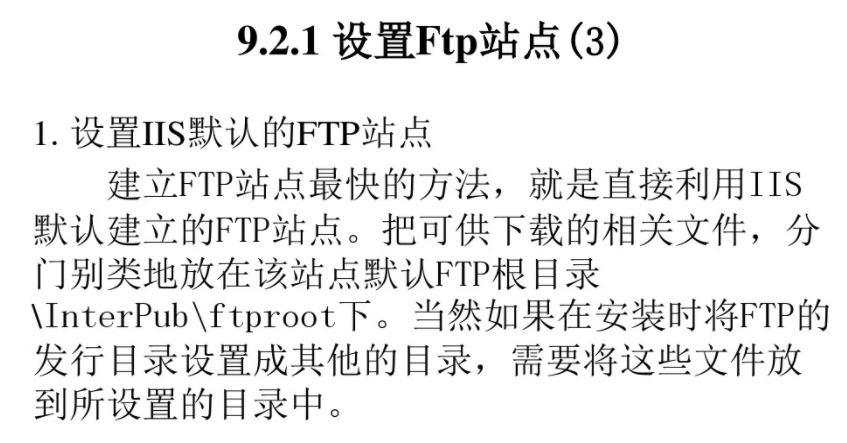 9.2.1 设置Ftp站点(3)
1. 设置IIS默认的FTP站点
建立FTP站点最快的方法，就是直接利用IIS
默认建立的FTP站点。把可供下载的相关文件，分
门别类地放在该站点默认FTP根目录
\InterPub\ftproot下。当然如果在安装时将FTP的
发行目录设置成其他的目录，需要将这些文件放
到所设置的目录中。